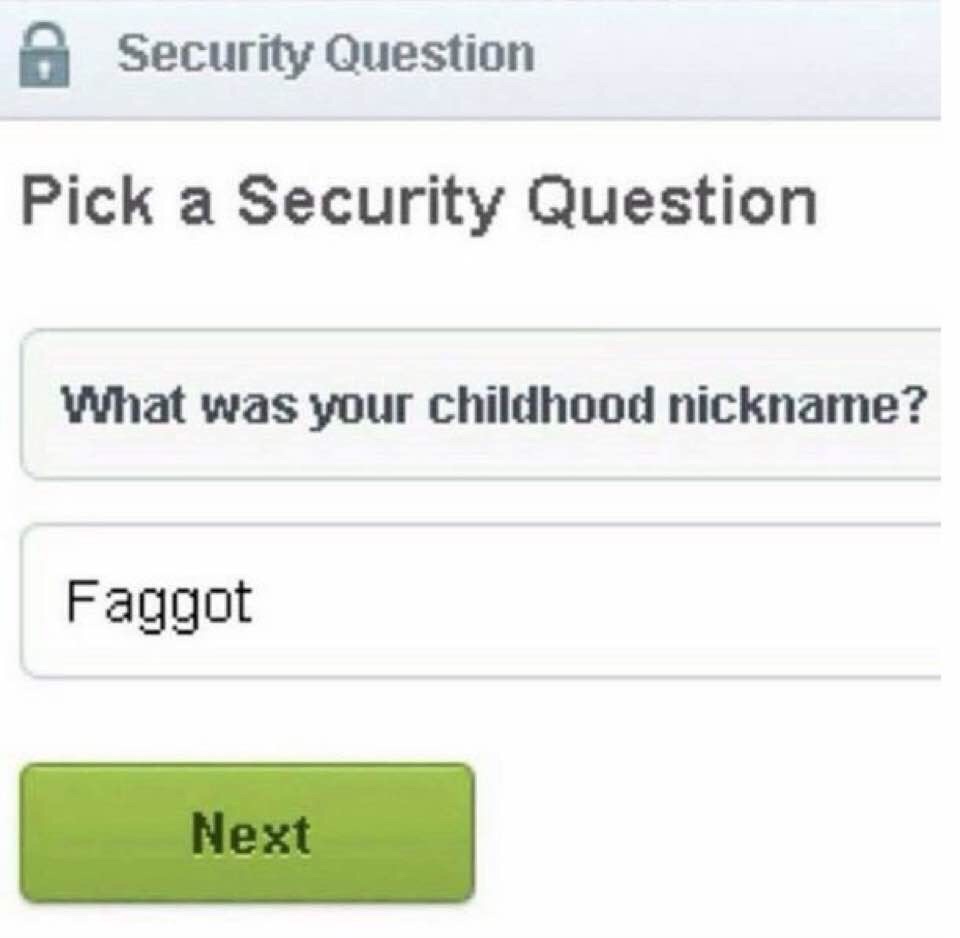 Security Question
Pick a Security Question
What was your childhood nickname?
Faggot
Next